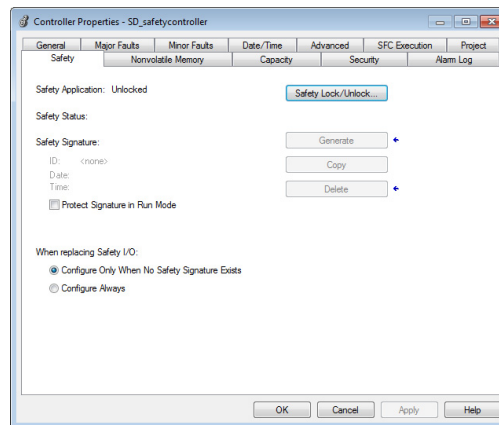 Controller Properties - SD_safetycontroller
General Major Faults Minor Faults Date/Time Advanced SFC Execution Project
Safety Nonvolatile Memory Capacity Security Alarm Log
Safety Application: Unlocked Safety Lock/Unlock...
Safety Status:
Safety Signature: Generate
ID: <none> Copy
Date:
Time: Delete
Protect Signature in Run Mode
When replacing Safety I/O:
Configure Only When No Safety Signature Exists
Configure Always
OK Cancel Apply Help